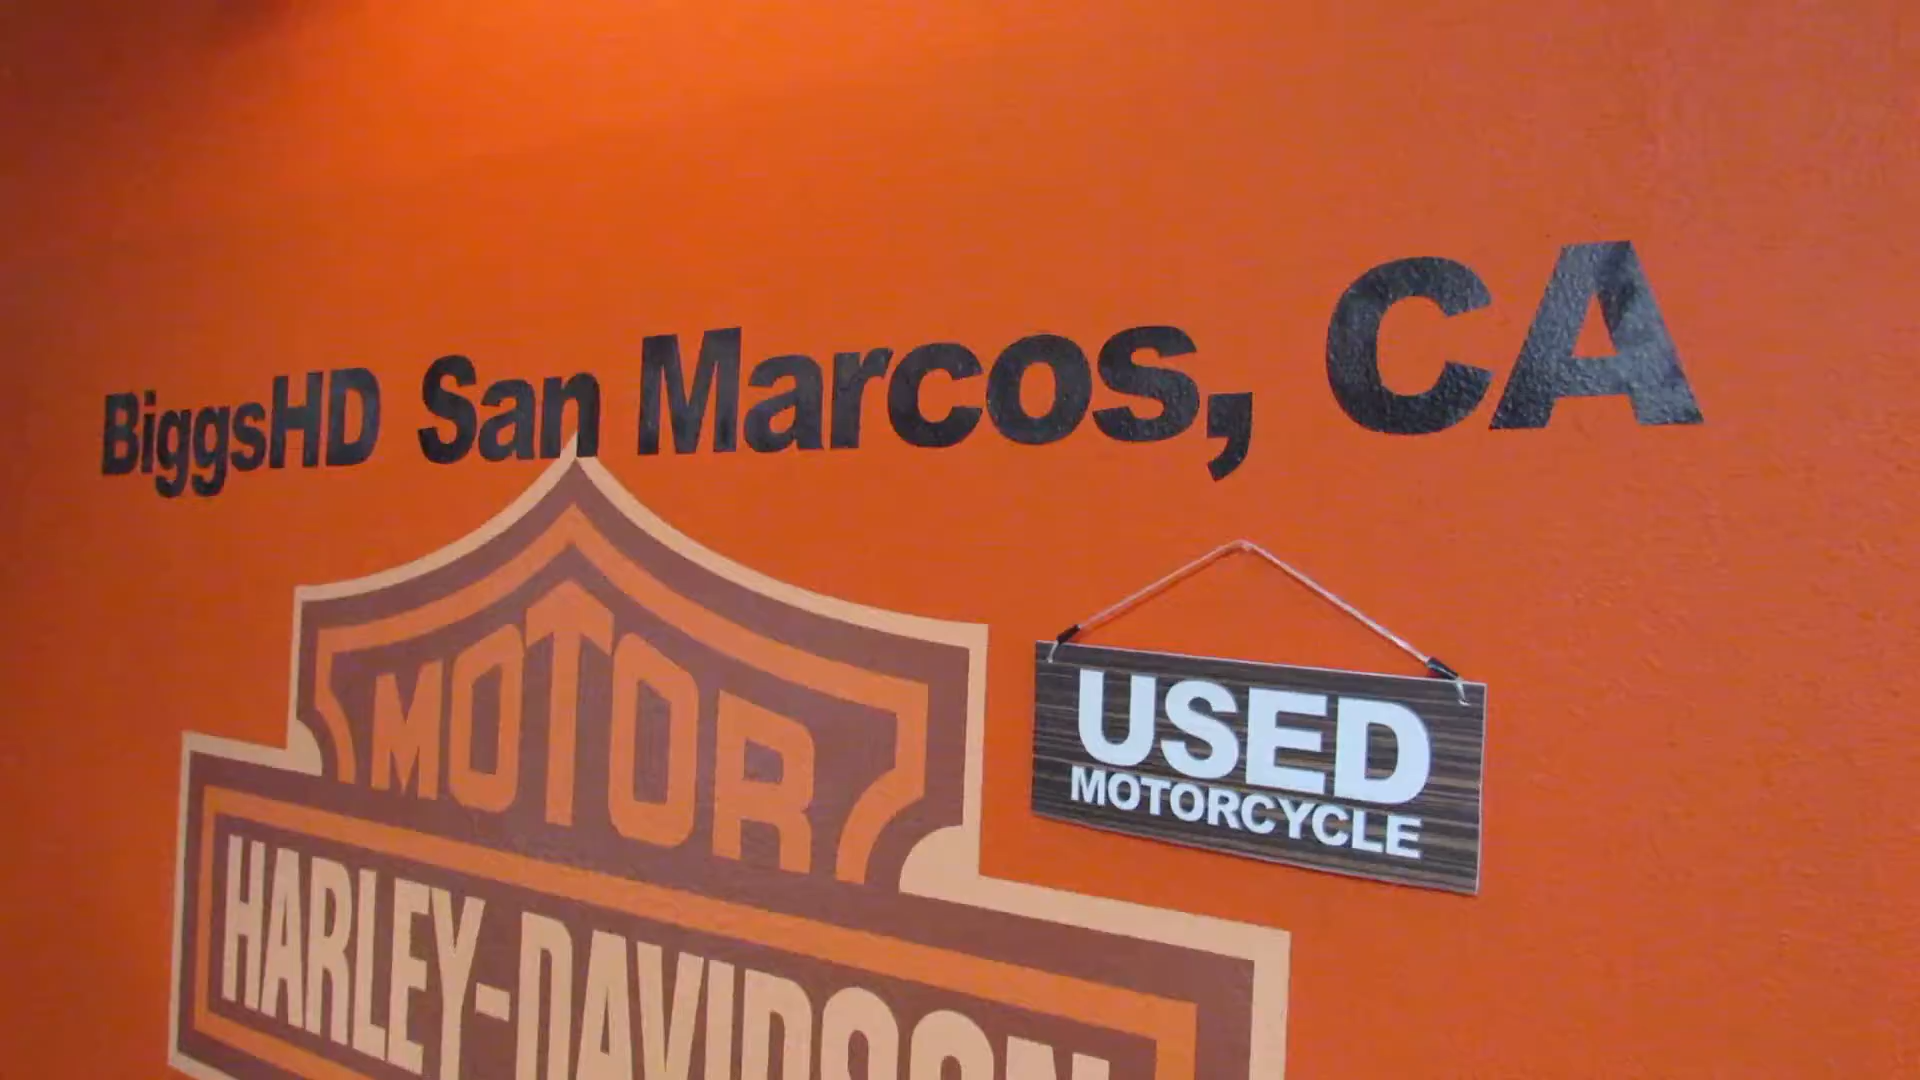 BiggsHD San Marcos, CA
MOTOR
HARLEY-DAVIDSON
USED
MOTORCYCLE